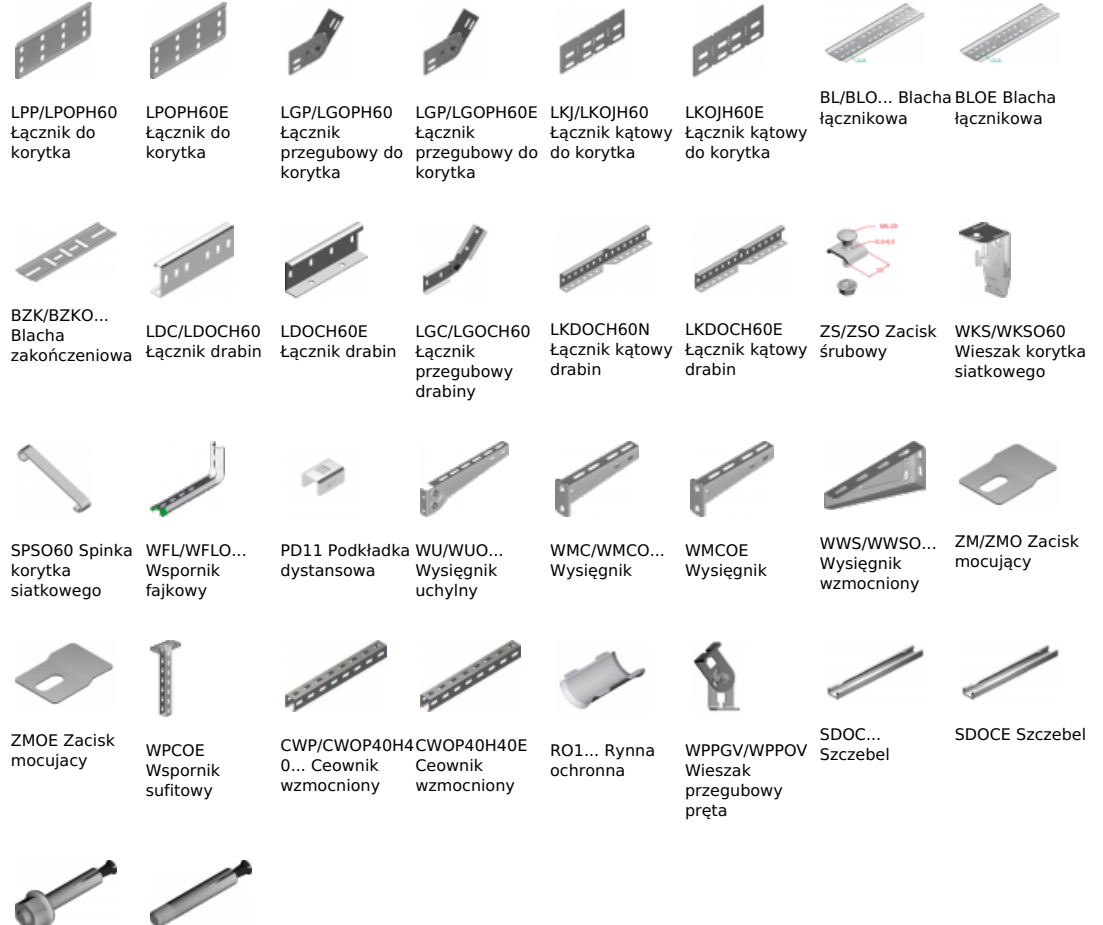 LPP/LPOPH60
Łącznik do
korytka
LPOPH60E
Łącznik do
korytka
LGP/LGOPH60
Łącznik
przegubowy do
korytka
LGP/LGOPH60E
Łącznik
przegubowy do
korytka
LKJ/LKOJH60
Łącznik kątowy
do korytka
LKOJH60E
Łącznik kątowy
do korytka
BL/BLO... Blacha
łącznikowa
BLOE Blacha
łącznikowa
BZK/BZKO...
Blacha
zakończeniowa
LDC/LDOCH60
Łącznik drabin
LDOCH60E
Łącznik drabin
LGC/LGOCH60
Łącznik
przegubowy
drabiny
LKDOCH60N
Łącznik kątowy
drabin
LKDOCH60E
Łącznik kątowy
drabin
ZS/ZSO Zacisk
śrubowy
WKS/WKSO60
Wieszak korytka
siatkowego
SPSO60 Spinka
korytka
siatkowego
WFL/WFLO...
Wspornik
fajkowy
PD11 Podkładka
dystansowa
WU/WUO...
Wysięgnik
uchylny
WMC/WMCO...
Wysięgnik
WMCOE
Wysięgnik
WWS/WWSO...
Wysięgnik
wzmocniony
ZM/ZMO Zacisk
mocujący
ZMOE Zacisk
mocujacy
WPCOE
Wspornik
sufitowy
CWP/CWOP40H4
0... Ceownik
wzmocniony
CWOP40H40E
Ceownik
wzmocniony
RO1... Rynna
ochronna
WPPGV/WPPOV
Wieszak
przegubowy
pręta
SDOC...
Szczebel
SDOCE Szczebel